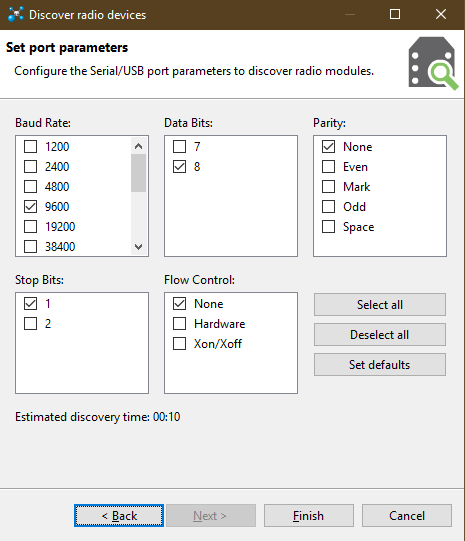 Discover radio devices
Set port parameters
Configure the Serial/USB port parameters to discover radio modules.
Baud Rate:
1200
2400
4800
9600
19200
38400
Data Bits:
7
8
Parity:
None
Even
Mark
Odd
Space
Stop Bits:
1
2
Flow Control:
None
Hardware
Xon/Xoff
Select all
Deselect all
Set defaults
Estimated discovery time: 00:10
< Back
Next >
Finish
Cancel